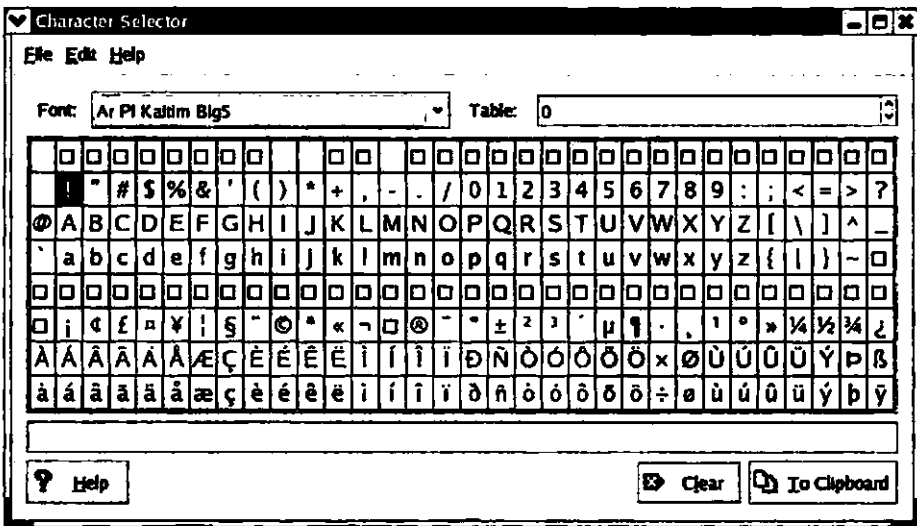 Character Selector
File Edit Help
Font: Ar Pl Kaitim Big5 Table: 0
! " # $ % & ' ( ) * + , - . / 0 1 2 3 4 5 6 7 8 9 : ; < = > ?
@ A B C D E F G H I J K L M N O P Q R S T U V W X Y Z [ \ ] ^ _
` a b c d e f g h i j k l m n o p q r s t u v w x y z { | } ~
¡ ¢ £ ¤ ¥ ¦ § ¨ © ª « ¬ ® ¯ ° ± ² ³ ´ µ ¶ · ¸ ¹ º » ¼ ½ ¾ ¿
À Á Â Ã Ä Å Æ Ç È É Ê Ë Ì Í Î Ï Ð Ñ Ò Ó Ô Õ Ö × Ø Ù Ú Û Ü Ý Þ ß
à á â ã ä å æ ç è é ê ë ì í î ï ð ñ ò ó ô õ ö ÷ ø ù ú û ü ý þ ÿ
Help Clear To Clipboard